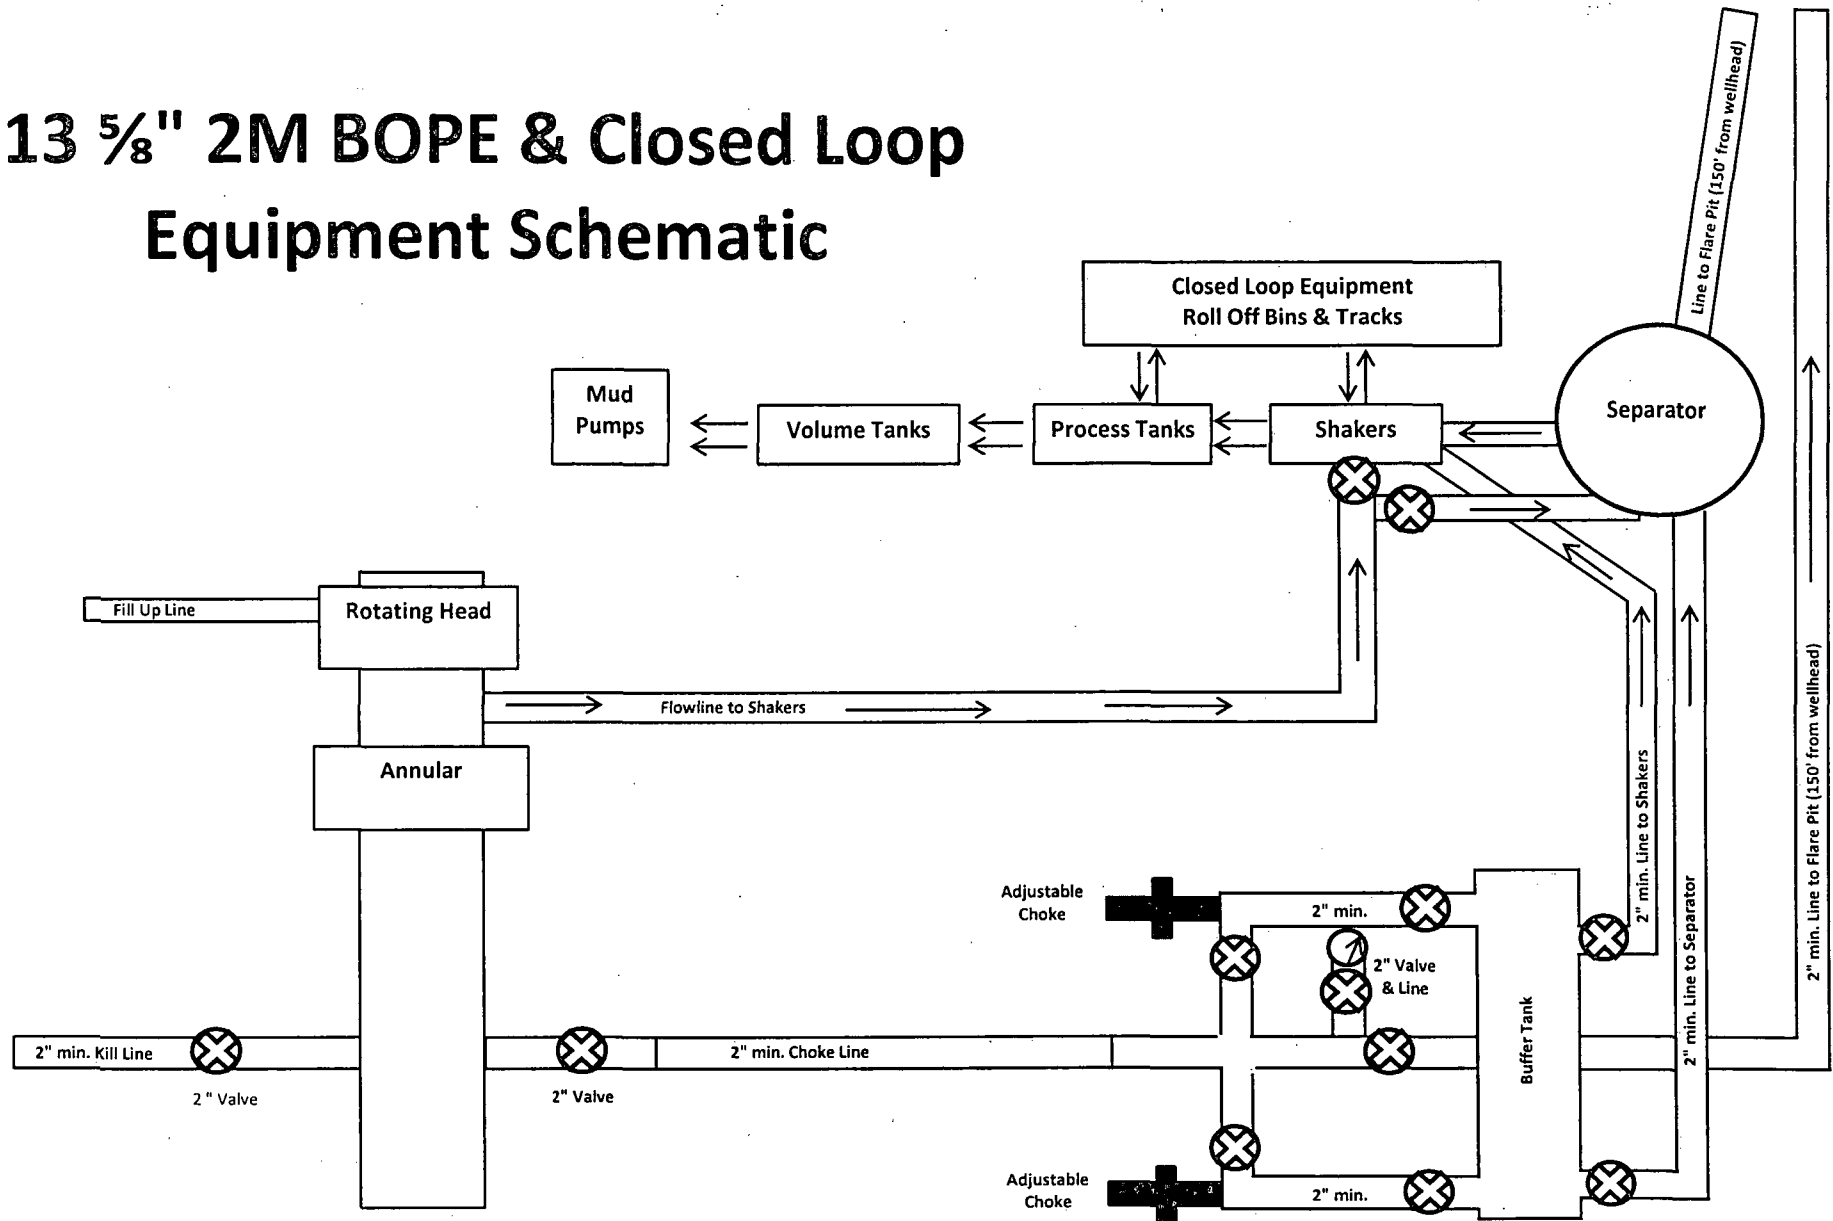 13 ⅝" 2M BOPE & Closed Loop
Equipment Schematic
Line to Flare Pit (150' from wellhead)
Closed Loop Equipment
Roll Off Bins & Tracks
Mud
Pumps
Volume Tanks
Process Tanks
Shakers
Separator
Fill Up Line
Rotating Head
Flowline to Shakers
Annular
2" min. Line to Shakers
2" min. Line to Separator
2" min. Line to Flare Pit (150' from wellhead)
Adjustable
Choke
2" min.
2" Valve
& Line
Buffer Tank
2" min. Kill Line
2" min. Choke Line
2 " Valve
2" Valve
Adjustable
Choke
2" min.